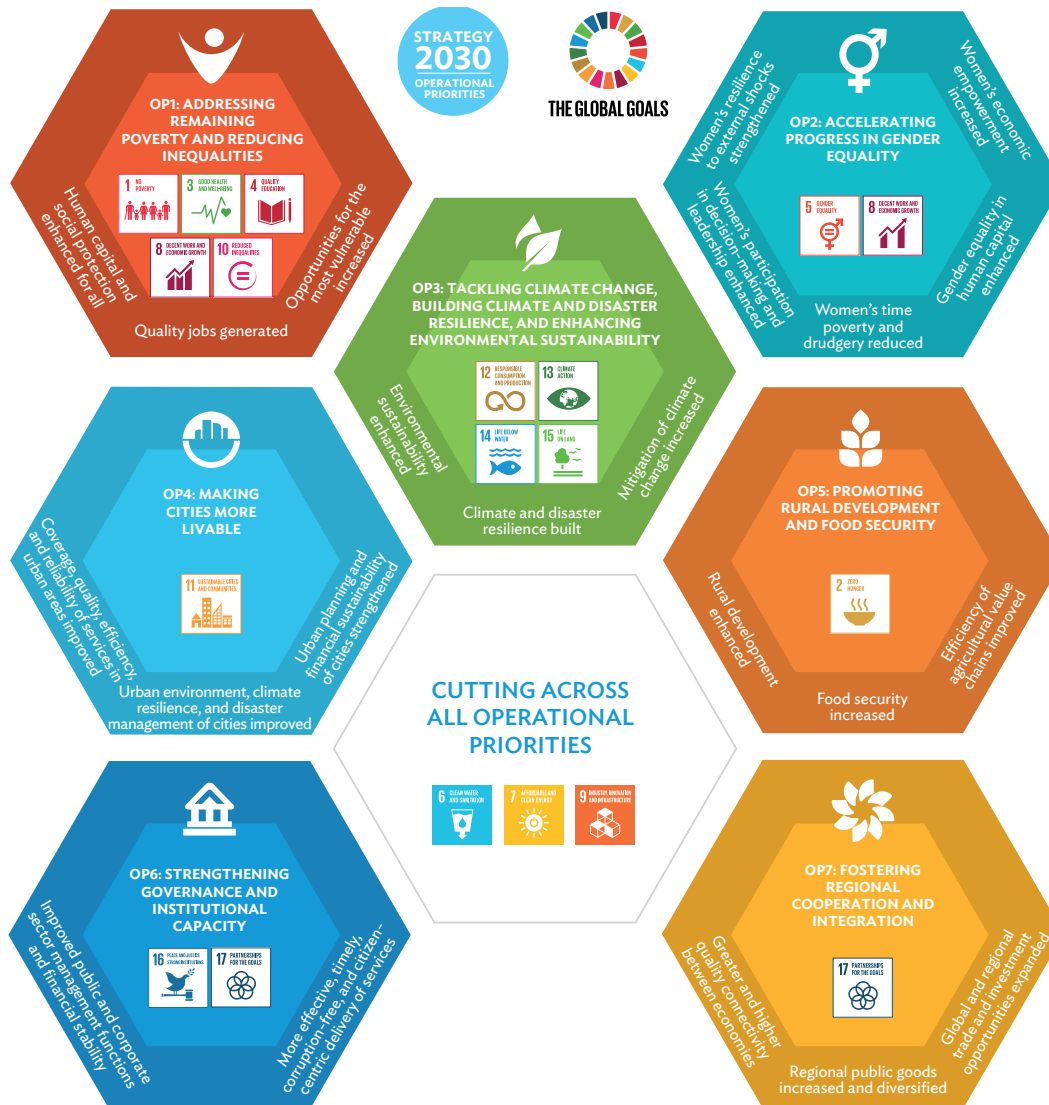 STRATEGY
2030
OPERATIONAL
PRIORITIES
THE GLOBAL GOALS
OP1: ADDRESSING
REMAINING
POVERTY AND REDUCING
INEQUALITIES
1 NO
POVERTY
3 GOOD HEALTH
AND WELL-BEING
4 QUALITY
EDUCATION
8 DECENT WORK AND
ECONOMIC GROWTH
10 REDUCED
INEQUALITIES
Human capital and
social protection
enhanced for all
Quality jobs generated
Opportunities for the
most vulnerable
increased
OP2: ACCELERATING
PROGRESS IN GENDER
EQUALITY
5 GENDER
EQUALITY
8 DECENT WORK AND
ECONOMIC GROWTH
Women's resilience
to external shocks
strengthened
Women's economic
empowerment
increased
Women's participation
in decision-making and
leadership enhanced
Gender equality in
human capital
enhanced
Women's time
poverty and
drudgery reduced
OP3: TACKLING CLIMATE CHANGE,
BUILDING CLIMATE AND DISASTER
RESILIENCE, AND ENHANCING
ENVIRONMENTAL SUSTAINABILITY
12 RESPONSIBLE
CONSUMPTION
AND PRODUCTION
13 CLIMATE
ACTION
14 LIFE BELOW
WATER
15 LIFE
ON LAND
Environmental
sustainability
enhanced
Mitigation of climate
change increased
Climate and disaster
resilience built
OP4: MAKING
CITIES MORE
LIVABLE
11 SUSTAINABLE CITIES
AND COMMUNITIES
Coverage, quality, efficiency,
and reliability of services in
urban areas improved
Urban planning and
financial sustainability
of cities strengthened
Urban environment, climate
resilience, and disaster
management of cities improved
OP5: PROMOTING
RURAL DEVELOPMENT
AND FOOD SECURITY
2 ZERO
HUNGER
Rural development
enhanced
Efficiency of
agricultural value
chains improved
Food security
increased
CUTTING ACROSS
ALL OPERATIONAL
PRIORITIES
6 CLEAN WATER
AND SANITATION
7 AFFORDABLE AND
CLEAN ENERGY
9 INDUSTRY, INNOVATION
AND INFRASTRUCTURE
OP6: STRENGTHENING
GOVERNANCE AND
INSTITUTIONAL
CAPACITY
16 PEACE AND JUSTICE
STRONG INSTITUTIONS
17 PARTNERSHIPS
FOR THE GOALS
Improved public and corporate
sector management functions
and financial stability
More effective, timely,
corruption-free, and citizen-
centric delivery of services
OP7: FOSTERING
REGIONAL
COOPERATION AND
INTEGRATION
17 PARTNERSHIPS
FOR THE GOALS
Greater and higher
quality connectivity
between economies
Global and regional
trade and investment
opportunities expanded
Regional public goods
increased and diversified